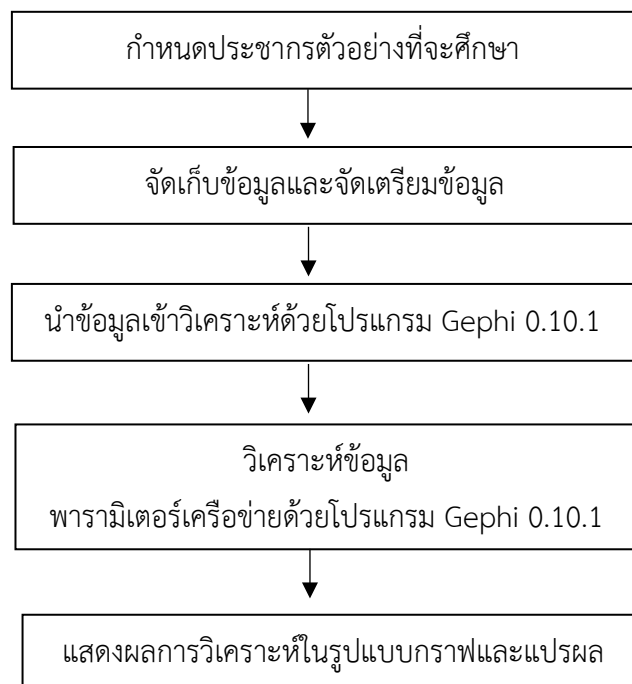 กำหนดประชากรตัวอย่างที่จะศึกษา
จัดเก็บข้อมูลและจัดเตรียมข้อมูล
นำข้อมูลเข้าวิเคราะห์ด้วยโปรแกรม Gephi 0.10.1
วิเคราะห์ข้อมูล
พารามิเตอร์เครือข่ายด้วยโปรแกรม Gephi 0.10.1
แสดงผลการวิเคราะห์ในรูปแบบกราฟและแปรผล